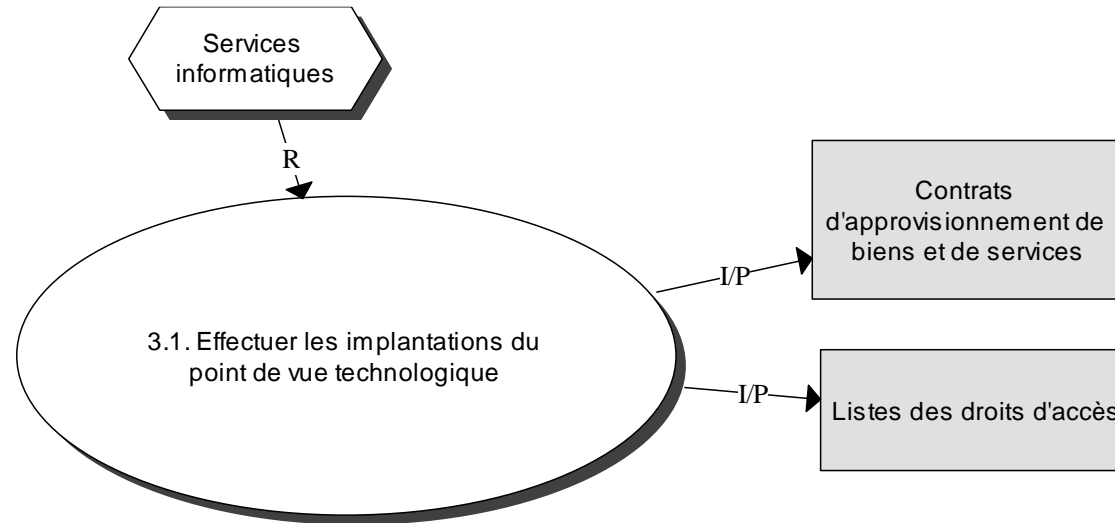 Services
informatiques
R
Contrats
d'approvisionnement de
biens et de services
I/P
3.1. Effectuer les implantations du
point de vue technologique
I/P
Listes des droits d'accès